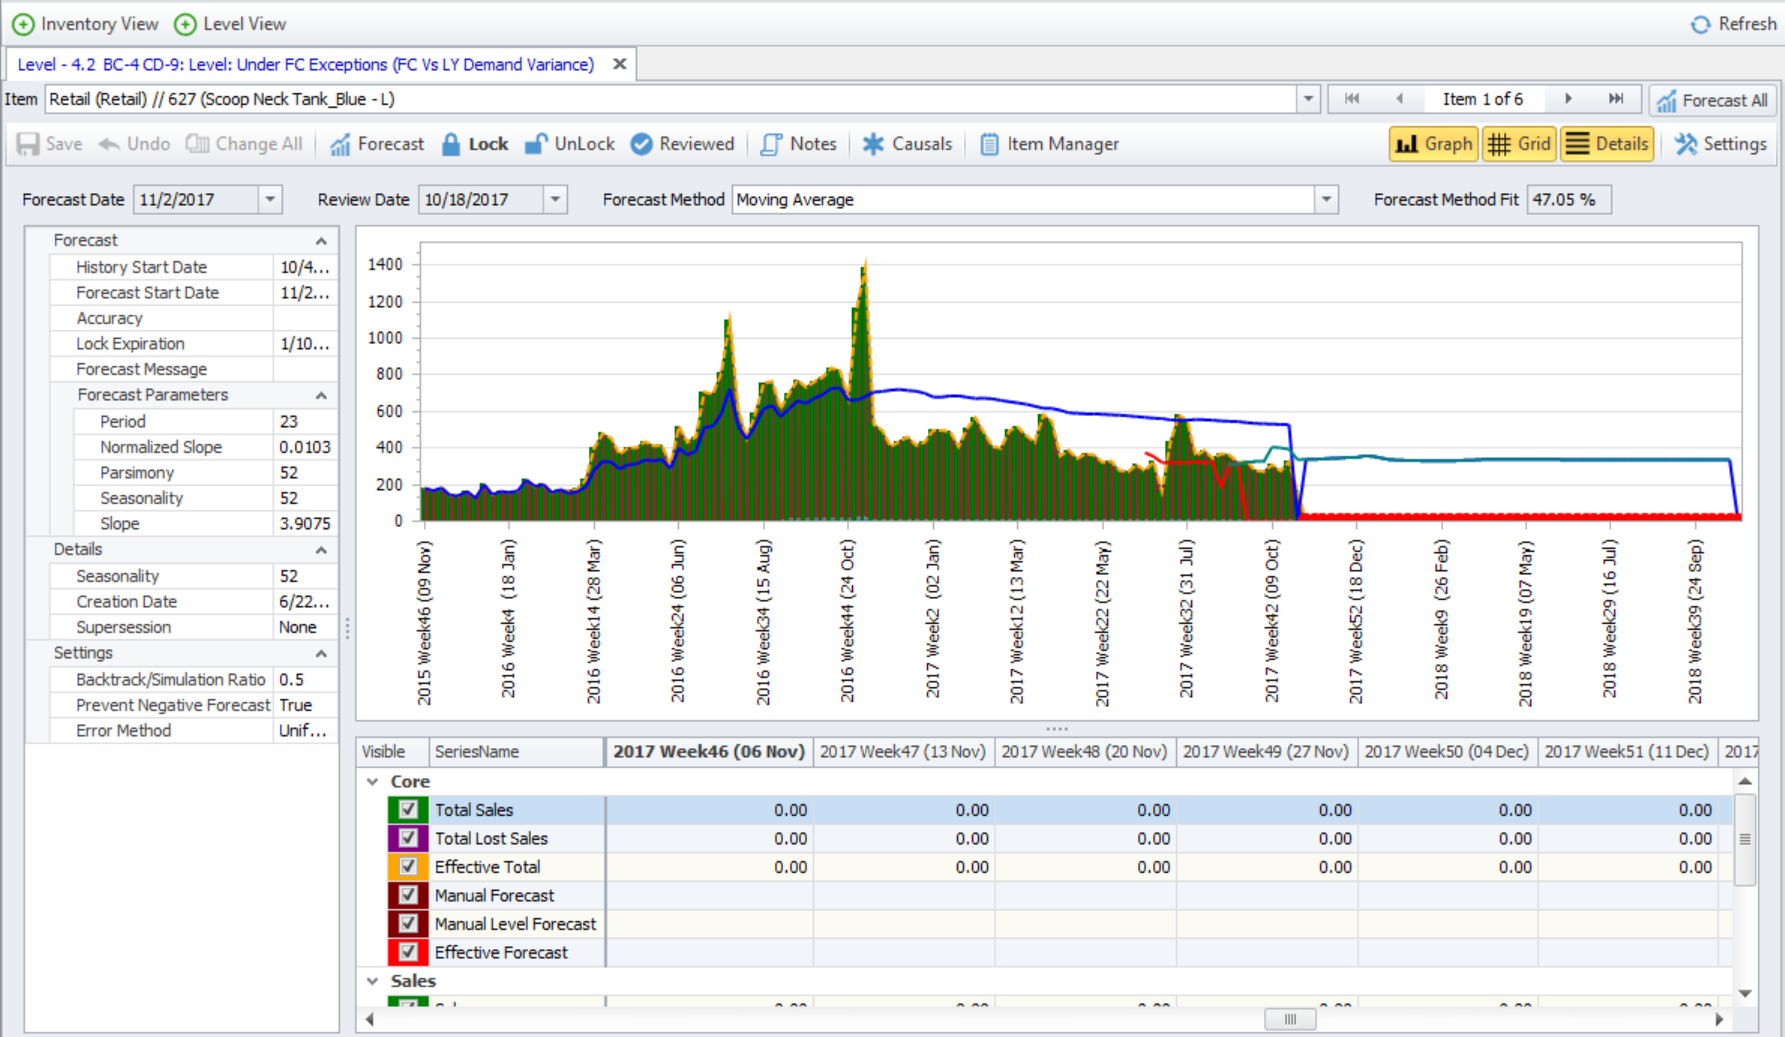 Inventory View Level View Refresh
Level - 4.2 BC-4 CD-9: Level: Under FC Exceptions (FC Vs LY Demand Variance)
Item Retail (Retail) // 627 (Scoop Neck Tank_Blue - L) Item 1 of 6 Forecast All
Save Undo Change All Forecast Lock UnLock Reviewed Notes Causals Item Manager Graph Grid Details Settings
Forecast Date 11/2/2017 Review Date 10/18/2017 Forecast Method Moving Average Forecast Method Fit 47.05 %
Forecast
History Start Date 10/4...
Forecast Start Date 11/2...
Accuracy
Lock Expiration 1/10...
Forecast Message
Forecast Parameters
Period 23
Normalized Slope 0.0103
Parsimony 52
Seasonality 52
Slope 3.9075
Details
Seasonality 52
Creation Date 6/22...
Supersession None
Settings
Backtrack/Simulation Ratio 0.5
Prevent Negative Forecast True
Error Method Unif...
1400
1200
1000
800
600
400
200
0
2015 Week46 (09 Nov)
2016 Week4 (18 Jan)
2016 Week14 (28 Mar)
2016 Week24 (06 Jun)
2016 Week34 (15 Aug)
2016 Week44 (24 Oct)
2017 Week2 (02 Jan)
2017 Week12 (13 Mar)
2017 Week22 (22 May)
2017 Week32 (31 Jul)
2017 Week42 (09 Oct)
2017 Week52 (18 Dec)
2018 Week9 (26 Feb)
2018 Week19 (07 May)
2018 Week29 (16 Jul)
2018 Week39 (24 Sep)
Visible SeriesName 2017 Week46 (06 Nov) 2017 Week47 (13 Nov) 2017 Week48 (20 Nov) 2017 Week49 (27 Nov) 2017 Week50 (04 Dec) 2017 Week51 (11 Dec) 2017
Core
Total Sales 0.00 0.00 0.00 0.00 0.00 0.00
Total Lost Sales 0.00 0.00 0.00 0.00 0.00 0.00
Effective Total 0.00 0.00 0.00 0.00 0.00 0.00
Manual Forecast
Manual Level Forecast
Effective Forecast
Sales